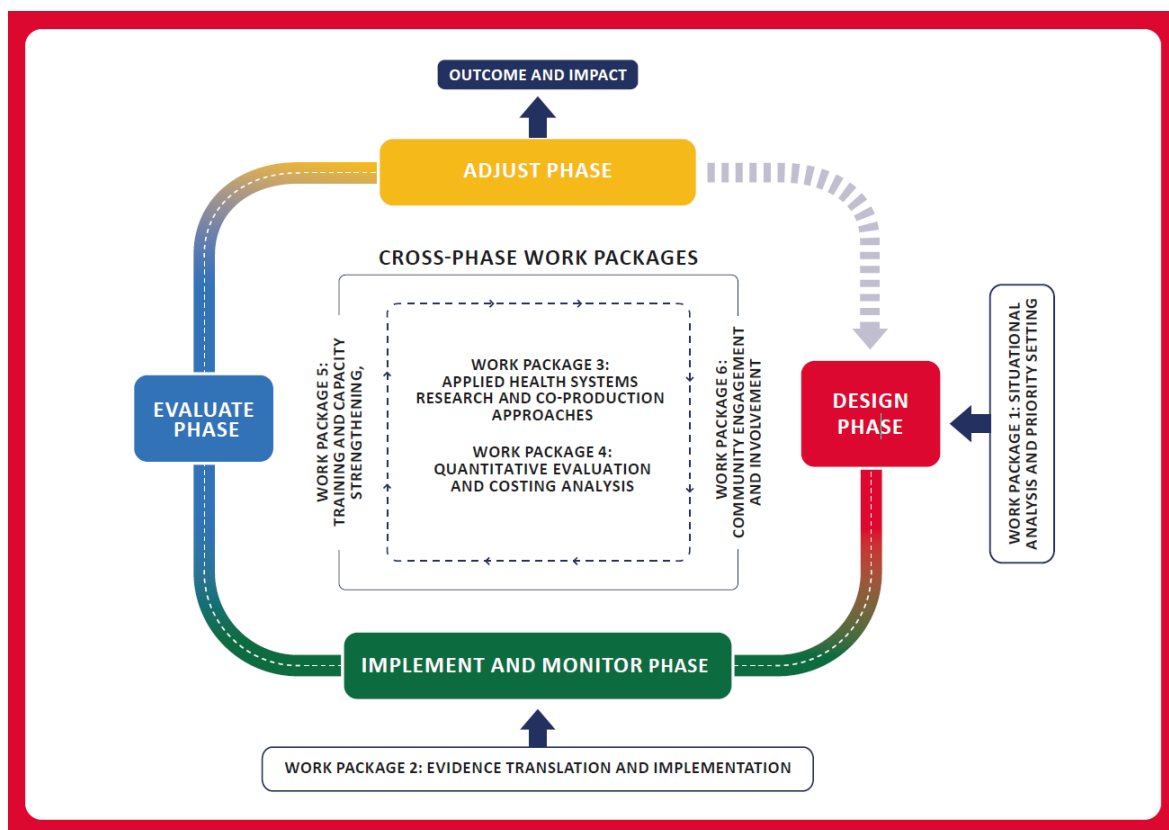 OUTCOME AND IMPACT
ADJUST PHASE
CROSS-PHASE WORK PACKAGES
WORK PACKAGE 5:
TRAINING AND CAPACITY
STRENGTHENING,
WORK PACKAGE 3:
APPLIED HEALTH SYSTEMS
RESEARCH AND CO-PRODUCTION
APPROACHES
WORK PACKAGE 4:
QUANTITATIVE EVALUATION
AND COSTING ANALYSIS
WORK PACKAGE 6:
COMMUNITY ENGAGEMENT
AND INVOLVEMENT
EVALUATE
PHASE
DESIGN
PHASE
WORK PACKAGE 1: SITUATIONAL
ANALYSIS AND PRIORITY SETTING
IMPLEMENT AND MONITOR PHASE
WORK PACKAGE 2: EVIDENCE TRANSLATION AND IMPLEMENTATION